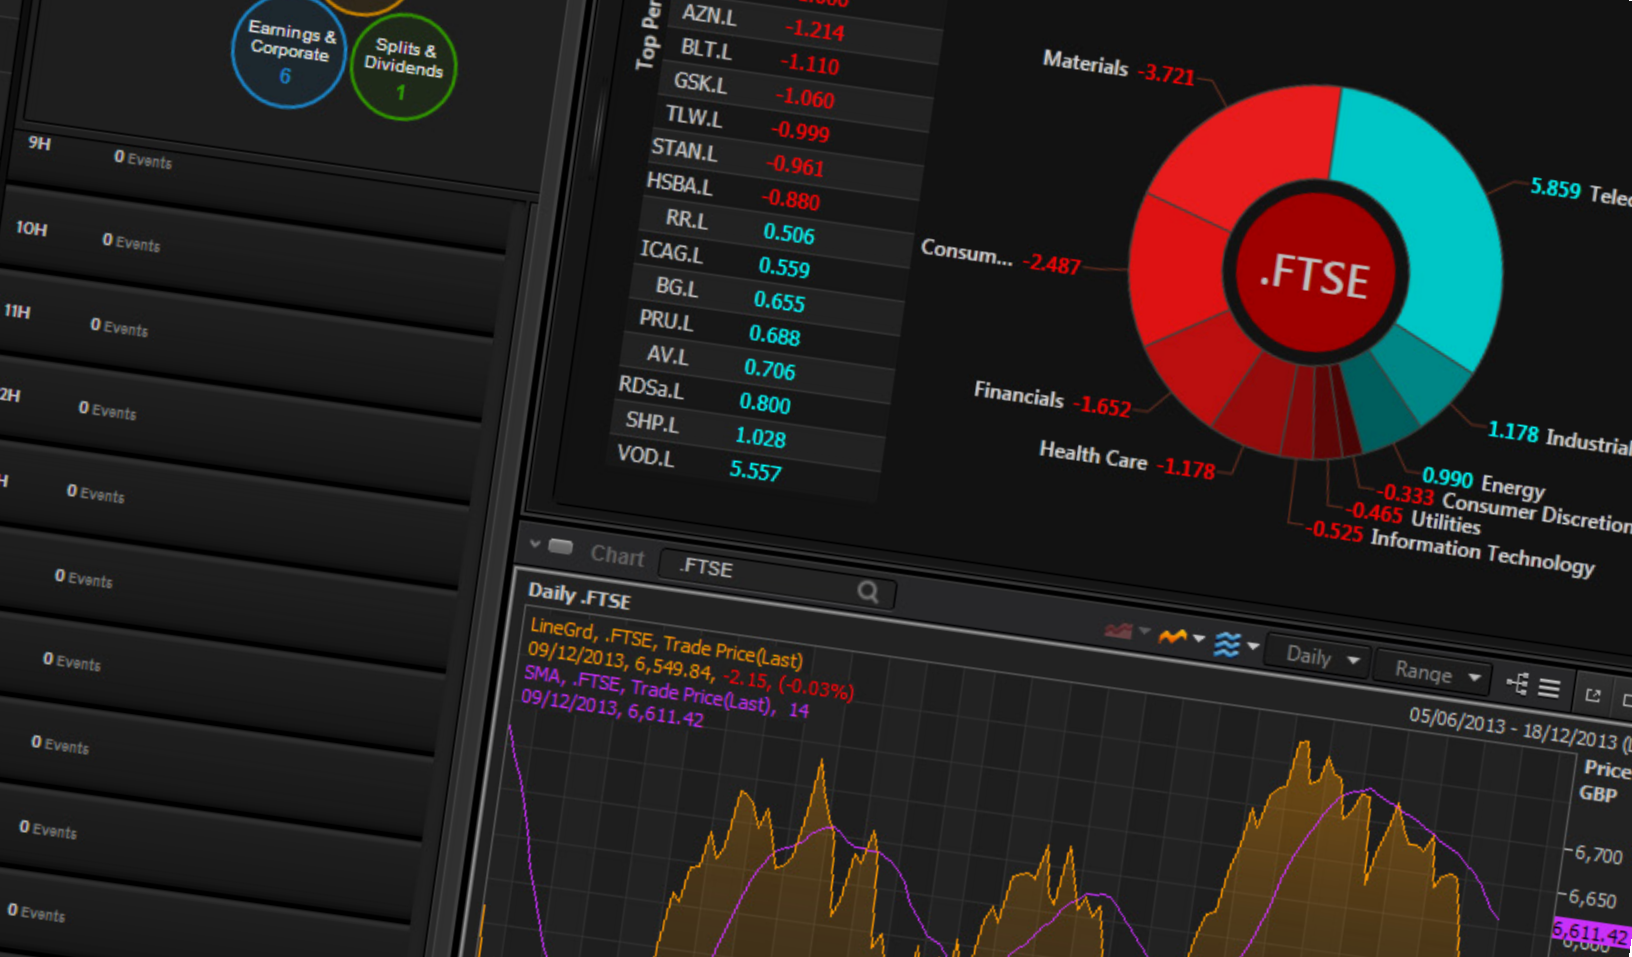 Earnings &
Corporate
6
Splits &
Dividends
1
9H 0 Events
10H 0 Events
11H 0 Events
2H 0 Events
H 0 Events
0 Events
0 Events
0 Events
0 Events
0 Events
Top Per
AZN.L -1.214
BLT.L -1.110
GSK.L -1.060
TLW.L -0.999
STAN.L -0.961
HSBA.L -0.880
RR.L 0.506
ICAG.L 0.559
BG.L 0.655
PRU.L 0.688
AV.L 0.706
RDSa.L 0.800
SHP.L 1.028
VOD.L 5.557
Materials -3.721
5.859 Telec
Consum... -2.487
.FTSE
Financials -1.652
1.178 Industrial
Health Care -1.178
0.990 Energy
-0.333 Consumer Discretion
-0.465 Utilities
-0.525 Information Technology
Chart .FTSE
Daily Range
Daily .FTSE
LineGrd, .FTSE, Trade Price(Last)
09/12/2013, 6,549.84, -2.15, (-0.03%)
SMA, .FTSE, Trade Price(Last), 14
09/12/2013, 6,611.42
05/06/2013 - 18/12/2013
Price
GBP
6,700
6,650
6,611.42